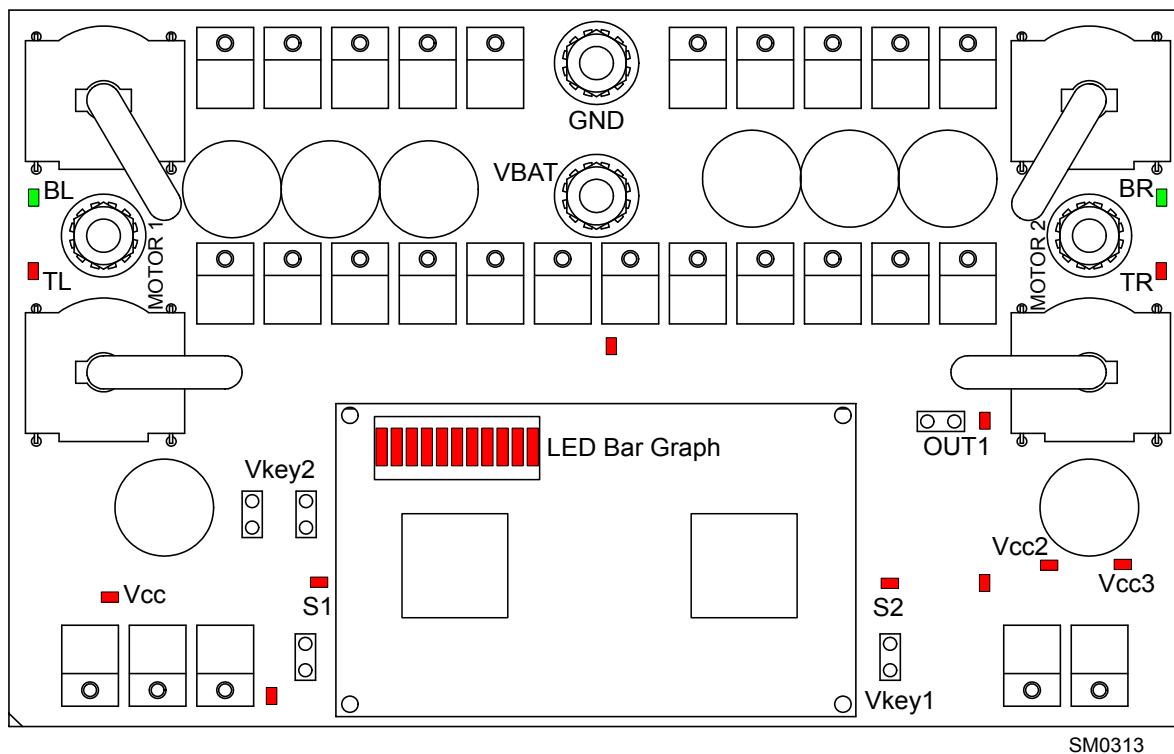 GND
VBAT
BL
BR
MOTOR 1
MOTOR 2
TL
TR
LED Bar Graph
OUT1
Vkey2
Vcc2
Vcc3
Vcc
S1
S2
Vkey1
SM0313